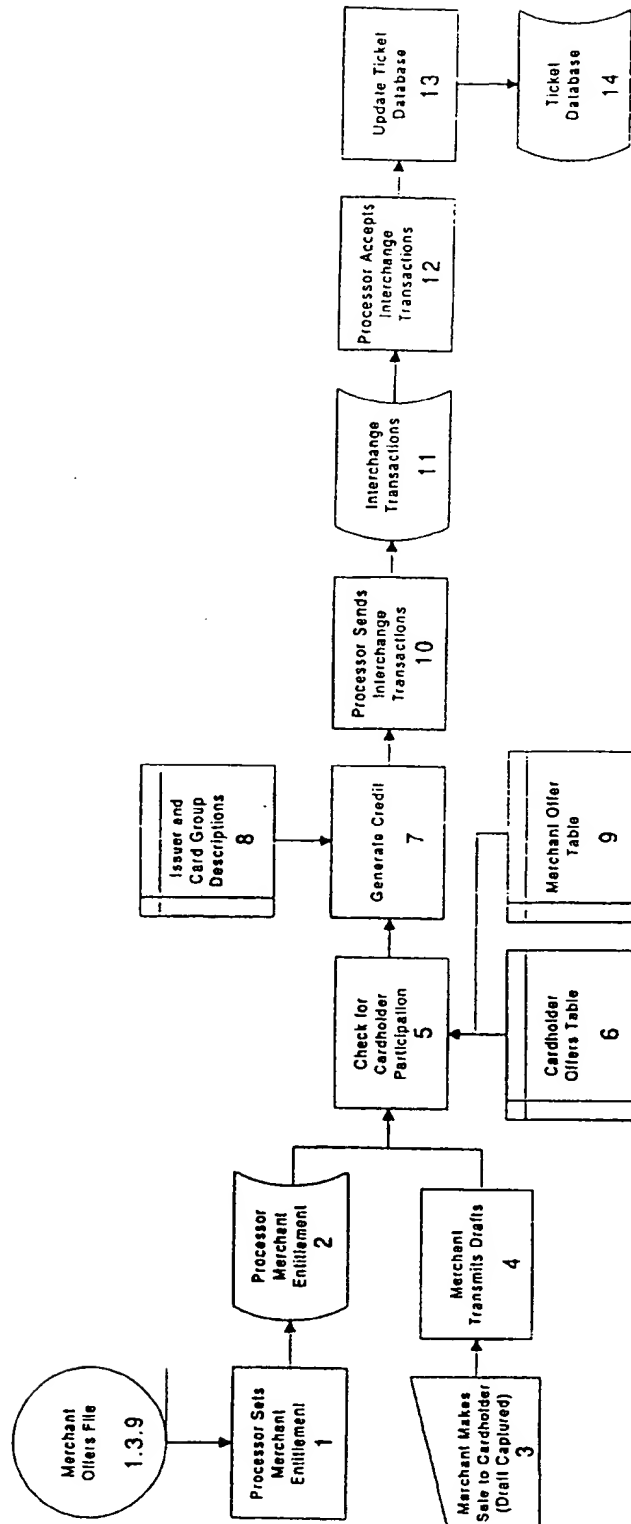 Merchant
Offers File
1.3.9
Processor Sets
Merchant
Entitlement
1
Processor
Merchant
Entitlement
2
Merchant Makes
Sale to Cardholder
(Draft Captured)
3
Merchant
Transmits Drafts
4
Check for
Cardholder
Participation
5
Cardholder
Offers Table
6
Merchant Offer
Table
9
Issuer and
Card Group
Descriptions
8
Generate Credit
7
Processor Sends
Interchange
Transactions
10
Interchange
Transactions
11
Processor Accepts
Interchange
Transactions
12
Update Ticket
Database
13
Ticket
Database
14